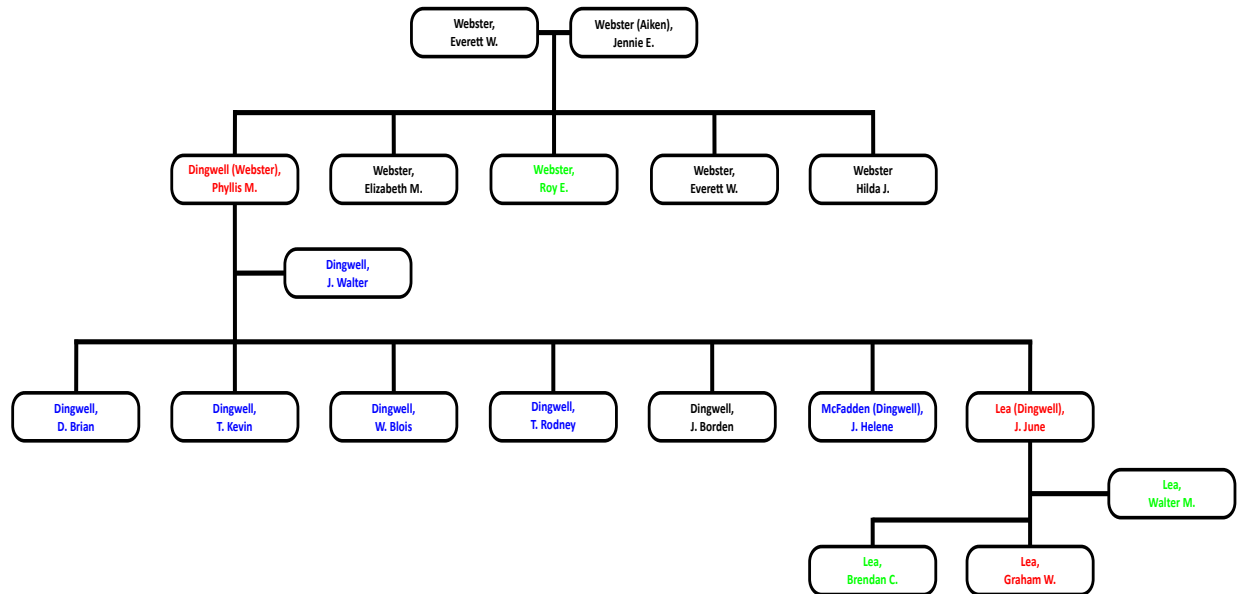 Webster,
Everett W.
Webster (Aiken),
Jennie E.
Dingwell (Webster),
Phyllis M.
Webster,
Elizabeth M.
Webster,
Roy E.
Webster,
Everett W.
Webster
Hilda J.
Dingwell,
J. Walter
Dingwell,
D. Brian
Dingwell,
T. Kevin
Dingwell,
W. Blois
Dingwell,
T. Rodney
Dingwell,
J. Borden
McFadden (Dingwell),
J. Helene
Lea (Dingwell),
J. June
Lea,
Walter M.
Lea,
Brendan C.
Lea,
Graham W.